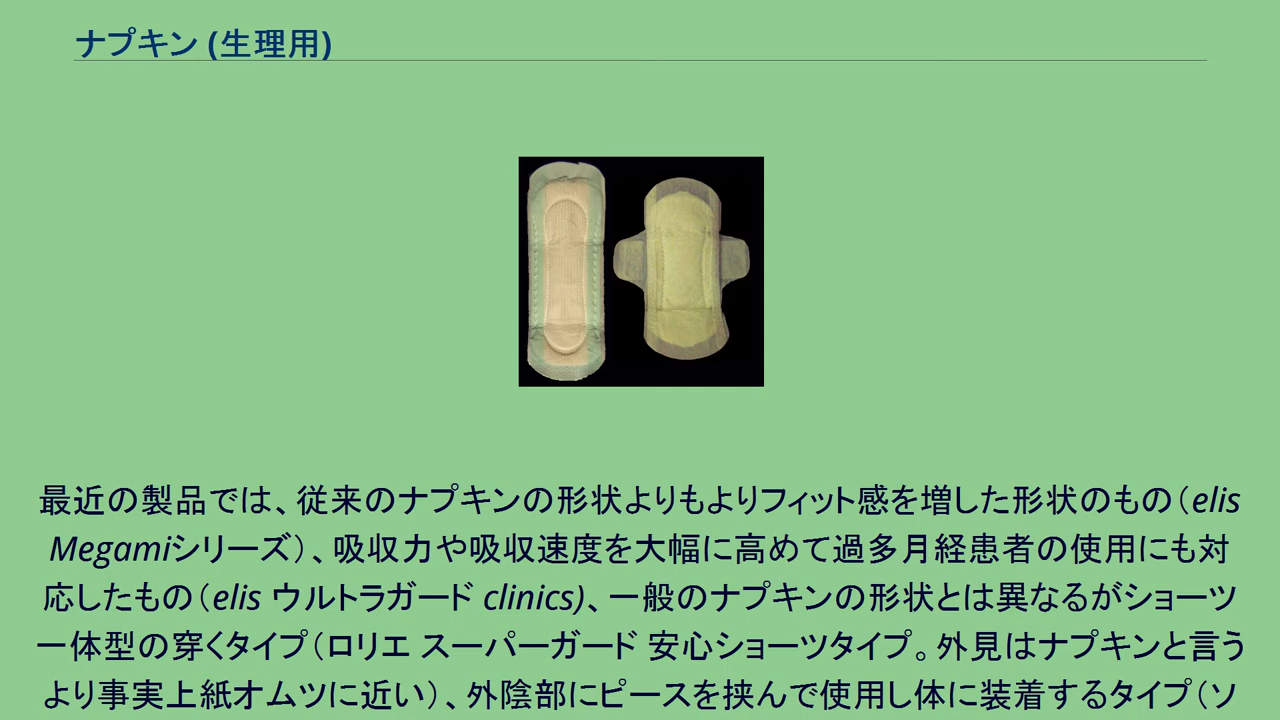 ナプキン (生理用)
最近の製品では、従来のナプキンの形状よりもよりフィット感を増した形状のもの（elis
Megamiシリーズ）、吸収力や吸収速度を大幅に高めて過多月経患者の使用にも対
応したもの（elis ウルトラガード clinics)、一般のナプキンの形状とは異なるがショーツ
一体型の穿くタイプ（ロリエ スーパーガード 安心ショーツタイプ。外見はナプキンと言う
より事実上紙オムツに近い）、外陰部にピースを挟んで使用し体に装着するタイプ（ソ